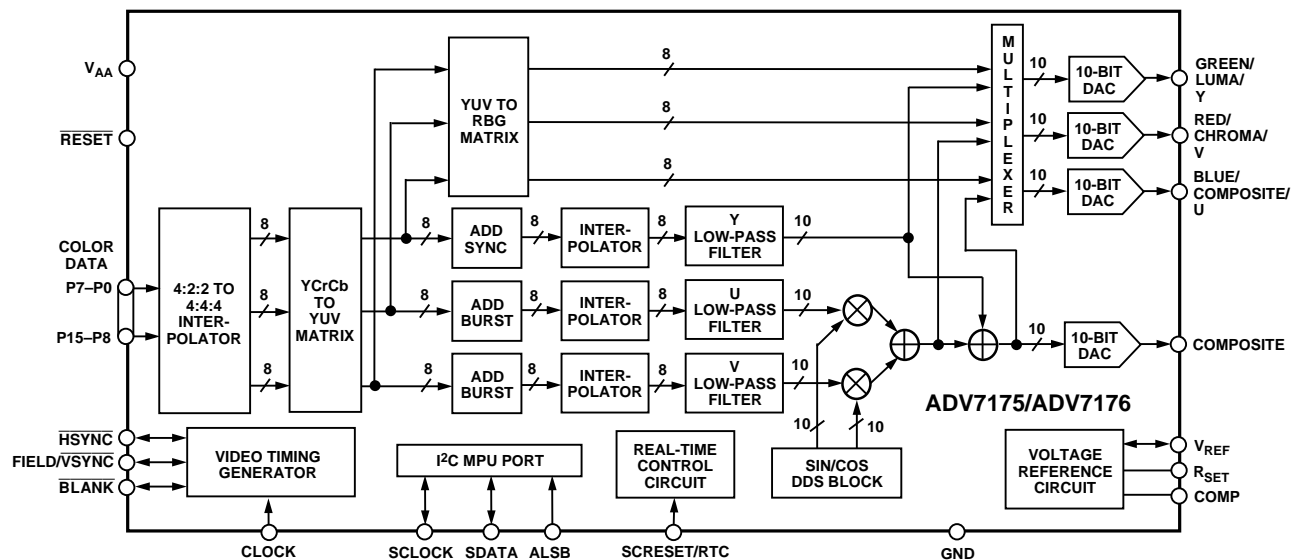 V_AA
RESET
COLOR
DATA
P7–P0
P15–P8
HSYNC
FIELD/VSYNC
BLANK
4:2:2 TO
4:4:4
INTER-
POLATOR
8
8
8
YCrCb
TO
YUV
MATRIX
YUV TO
RBG
MATRIX
8
8
8
8
ADD
SYNC
8
INTER-
POLATOR
8
Y
LOW-PASS
FILTER
10
8
ADD
BURST
8
INTER-
POLATOR
8
U
LOW-PASS
FILTER
10
8
ADD
BURST
8
INTER-
POLATOR
8
V
LOW-PASS
FILTER
10
MULTIPLEXER
10
10-BIT
DAC
GREEN/
LUMA/
Y
10
10-BIT
DAC
RED/
CHROMA/
V
10
10-BIT
DAC
BLUE/
COMPOSITE/
U
10
10-BIT
DAC
COMPOSITE
ADV7175/ADV7176
10
10
SIN/COS
DDS BLOCK
VIDEO TIMING
GENERATOR
I²C MPU PORT
REAL-TIME
CONTROL
CIRCUIT
VOLTAGE
REFERENCE
CIRCUIT
V_REF
R_SET
COMP
CLOCK
SCLOCK
SDATA
ALSB
SCRESET/RTC
GND